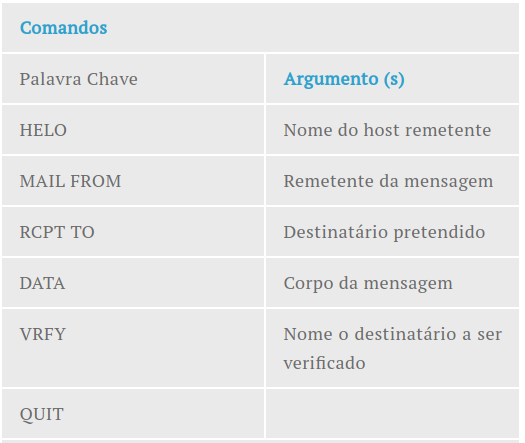 Comandos
Palavra Chave
Argumento (s)
HELO
Nome do host remetente
MAIL FROM
Remetente da mensagem
RCPT TO
Destinatário pretendido
DATA
Corpo da mensagem
VRFY
Nome o destinatário a ser
verificado
QUIT